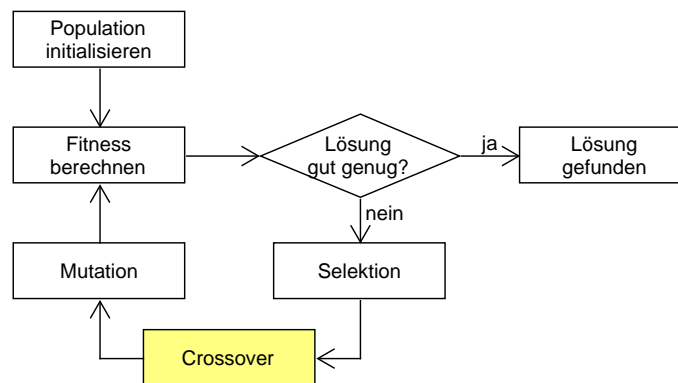 Population
initialisieren
Fitness
berechnen
Lösung
gut genug?
ja
Lösung
gefunden
nein
Mutation
Selektion
Crossover